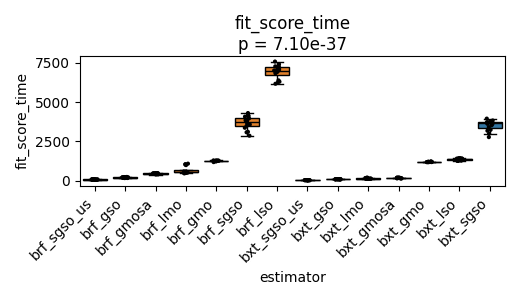 fit_score_time
p = 7.10e-37
fit_score_time
7500
5000
2500
0
brf_sgso_us
brf_gso
brf_gmosa
brf_lmo
brf_gmo
brf_sgso
brf_lso
bxt_sgso_us
bxt_gso
bxt_lmo
bxt_gmosa
bxt_gmo
bxt_lso
bxt_sgso
estimator